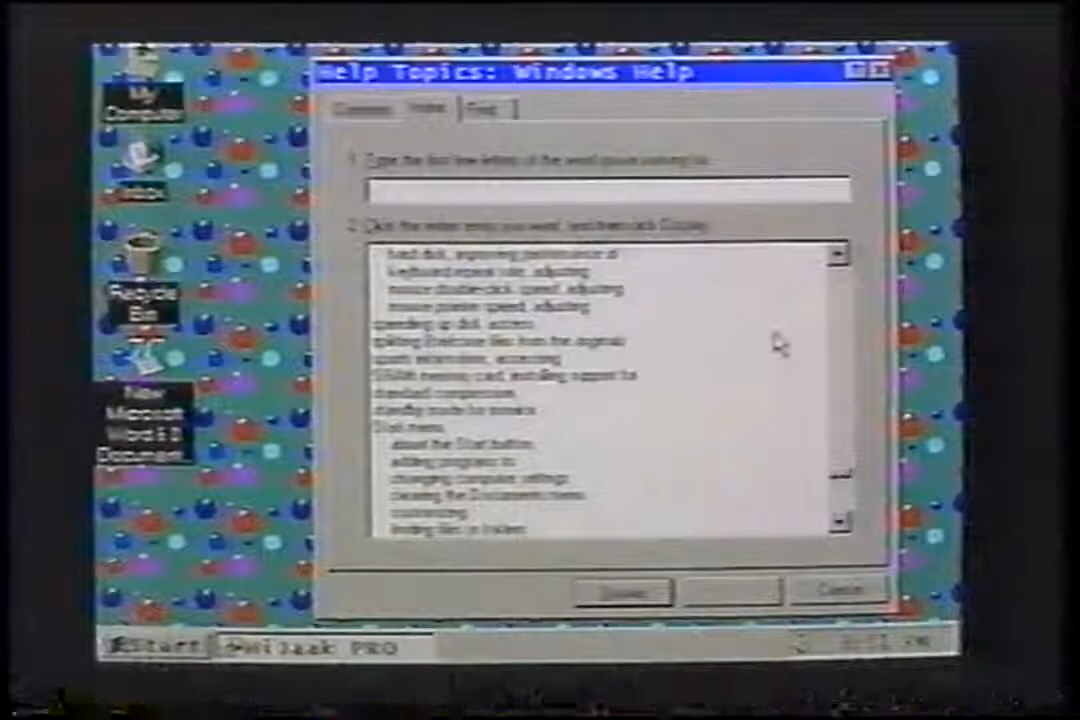 Help Topics: Windows Help
My
Computer
Inbox
Recycle
Bin
New
Microsoft
Word 6.0
Document
Contents Index Find
1 Type the first few letters of the word you're looking for.
2 Click the index entry you want, and then click Display.
hard disk, improving performance of
keyboard repeat rate, adjusting
mouse double-click speed, adjusting
mouse pointer speed, adjusting
speeding up disk access
splitting Briefcase files from the originals
SRAM memory card, installing support for
standard components
standby mode for monitors
Start menu
about the Start button
adding programs to
changing computer settings
clearing the Documents menu
customizing
finding files or folders
Display
Cancel
Start
HiJaak PRO
PM